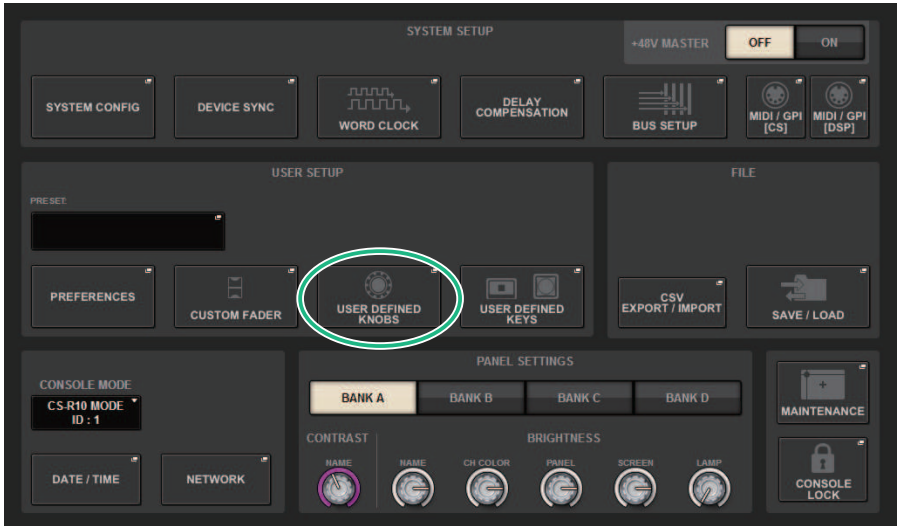 SYSTEM SETUP
+48V MASTER
OFF
ON
SYSTEM CONFIG
DEVICE SYNC
WORD CLOCK
DELAY
COMPENSATION
BUS SETUP
MIDI / GPI
[CS]
MIDI / GPI
[DSP]
USER SETUP
PRESET:
PREFERENCES
CUSTOM FADER
USER DEFINED
KNOBS
USER DEFINED
KEYS
FILE
CSV
EXPORT / IMPORT
SAVE / LOAD
CONSOLE MODE
CS-R10 MODE
ID : 1
DATE / TIME
NETWORK
PANEL SETTINGS
BANK A
BANK B
BANK C
BANK D
CONTRAST
BRIGHTNESS
NAME
NAME
CH COLOR
PANEL
SCREEN
LAMP
MAINTENANCE
CONSOLE
LOCK